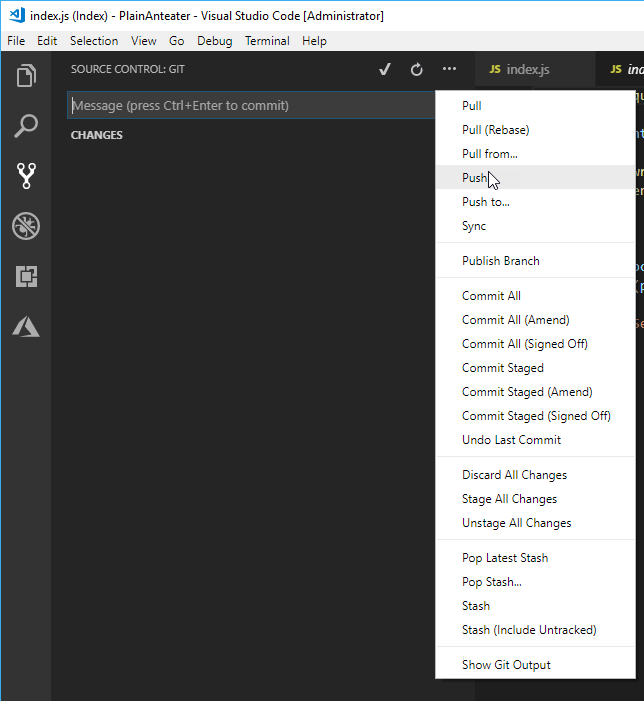 index.js (Index) - PlainAnteater - Visual Studio Code [Administrator]
File Edit Selection View Go Debug Terminal Help
SOURCE CONTROL: GIT
JS index.js
JS
Message (press Ctrl+Enter to commit)
CHANGES
Pull
Pull (Rebase)
Pull from...
Push
Push to...
Sync
Publish Branch
Commit All
Commit All (Amend)
Commit All (Signed Off)
Commit Staged
Commit Staged (Amend)
Commit Staged (Signed Off)
Undo Last Commit
Discard All Changes
Stage All Changes
Unstage All Changes
Pop Latest Stash
Pop Stash...
Stash
Stash (Include Untracked)
Show Git Output